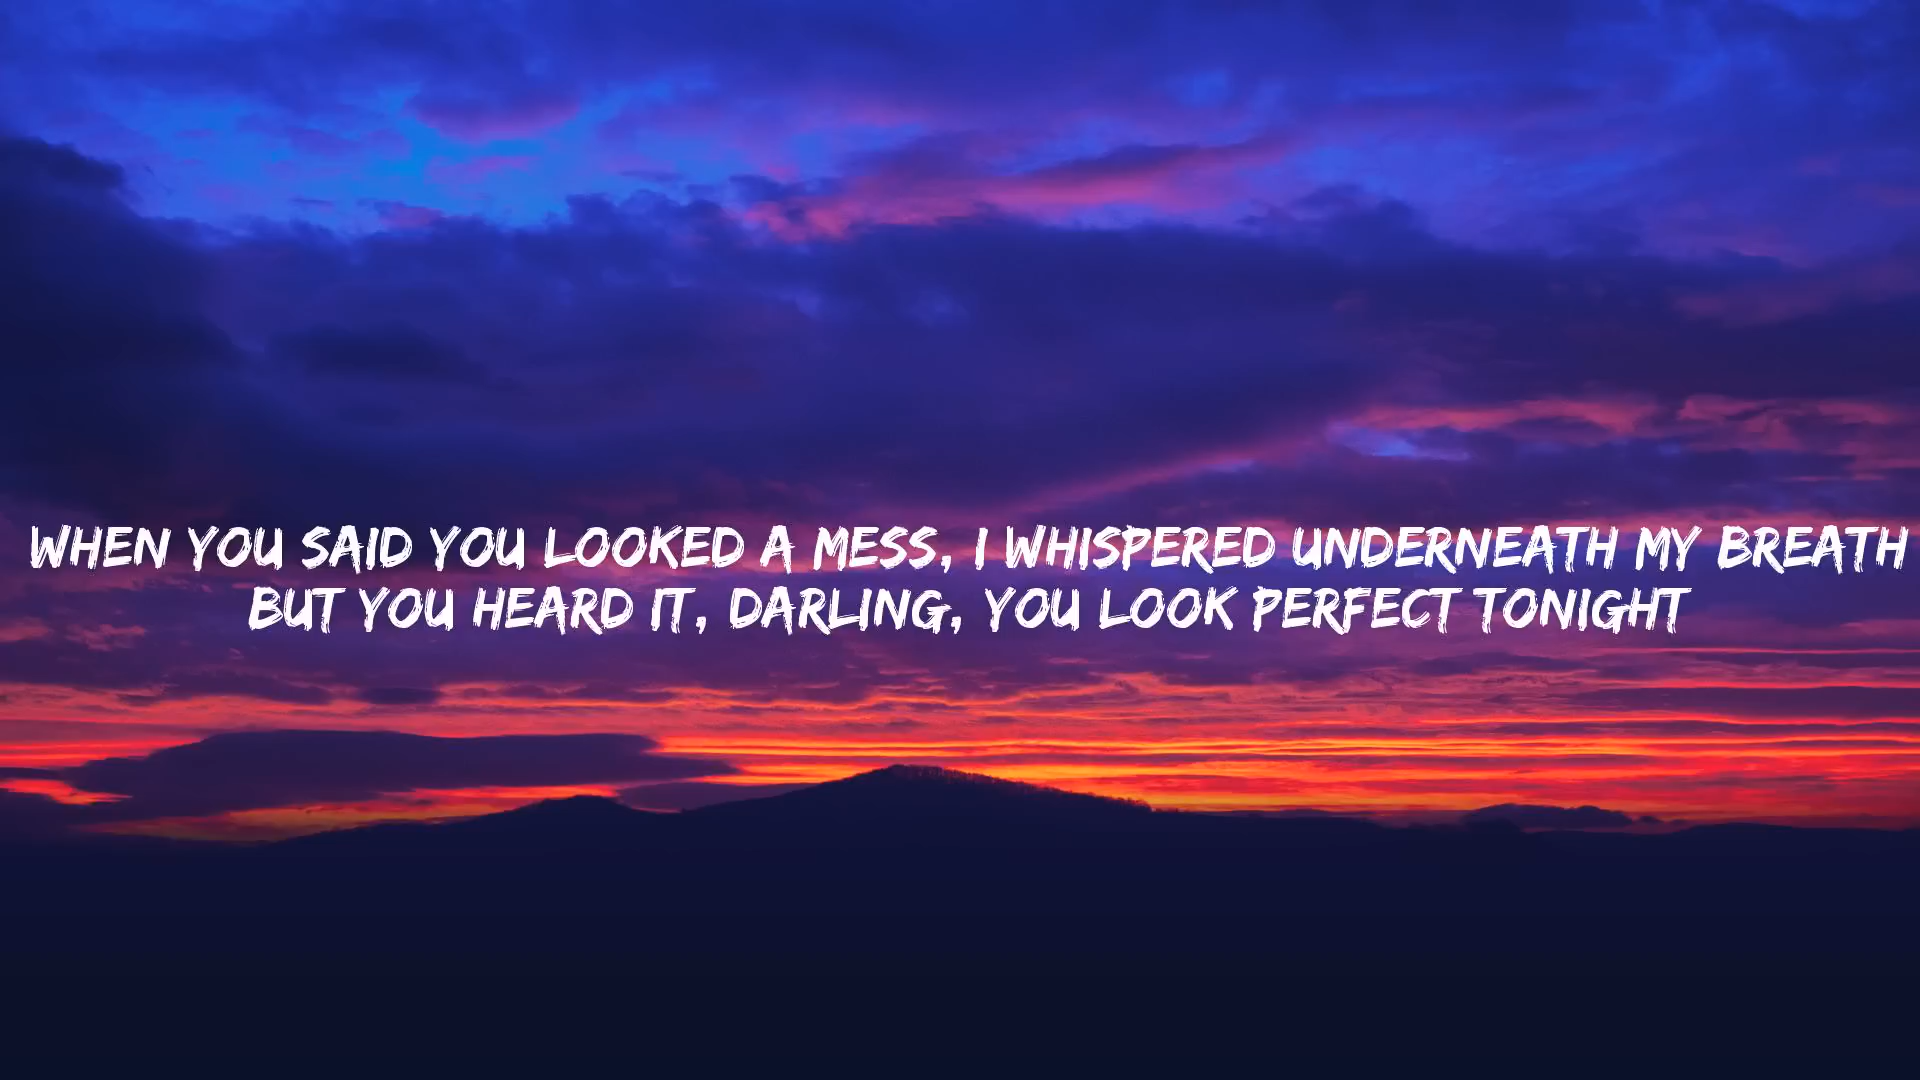 WHEN YOU SAID YOU LOOKED A MESS, I WHISPERED UNDERNEATH MY BREATH
BUT YOU HEARD IT, DARLING, YOU LOOK PERFECT TONIGHT